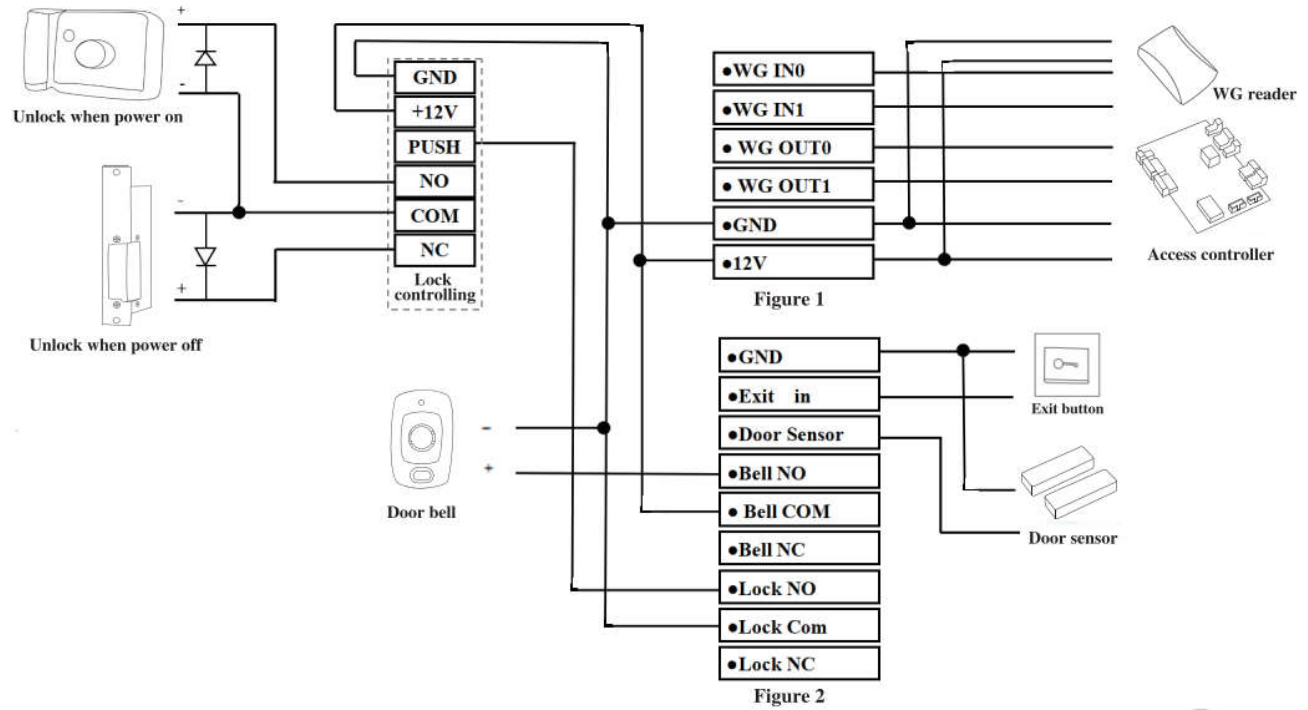 +
-
Unlock when power on
-
+
Unlock when power off
GND
+12V
PUSH
NO
COM
NC
Lock
controlling
Door bell
-
+
●WG IN0
●WG IN1
● WG OUT0
● WG OUT1
●GND
●12V
Figure 1
WG reader
Access controller
●GND
●Exit in
●Door Sensor
●Bell NO
● Bell COM
●Bell NC
●Lock NO
●Lock Com
●Lock NC
Figure 2
Exit button
Door sensor